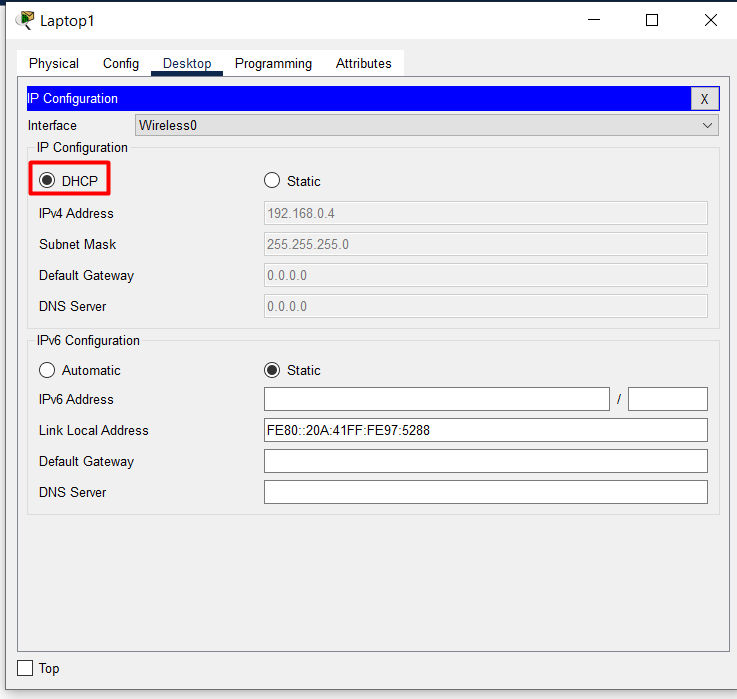 Laptop1
Physical Config Desktop Programming Attributes
IP Configuration X
Interface Wireless0
IP Configuration
DHCP Static
IPv4 Address 192.168.0.4
Subnet Mask 255.255.255.0
Default Gateway 0.0.0.0
DNS Server 0.0.0.0
IPv6 Configuration
Automatic Static
IPv6 Address /
Link Local Address FE80::20A:41FF:FE97:5288
Default Gateway
DNS Server
Top